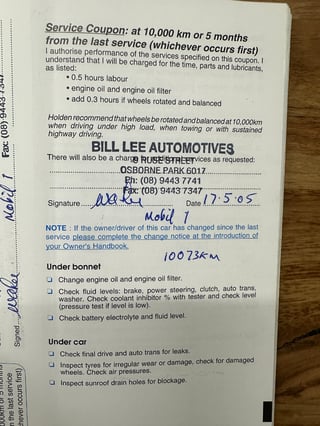 Service Coupon: at 10,000 km or 5 months
from the last service (whichever occurs first)
I authorise performance of the services specified on this coupon. I
understand that I will be charged for time, parts and lubricants,
as listed:
• 0.5 hours labour
• engine oil and engine oil filter
• add 0.3 hours if wheels rotated and balanced
Holden recommend that wheels be rotated and balanced at 10,000km
when driving under high load, when towing or with sustained
highway driving.
BILL LEE AUTOMOTIVES
There will also be a charge for additional services as requested:
9 RUSE STREET
OSBORNE PARK 6017
Ph: (08) 9443 7741
Fax: (08) 9443 7347
Signature Date 17.5.05
Mobil 1
NOTE : If the owner/driver of this car has changed since the last
service please complete the change notice at the introduction of
your Owner's Handbook.
10073KM
Under bonnet
❑ Change engine oil and engine oil filter.
❑ Check fluid levels: brake, power steering, clutch, auto trans,
washer. Check coolant inhibitor % with tester and check level
(pressure test if level is low).
❑ Check battery electrolyte and fluid level.
Under car
❑ Check final drive and auto trans for leaks.
❑ Inspect tyres for irregular wear or damage, check for damaged
wheels. Check air pressures.
❑ Inspect sunroof drain holes for blockage.
Fax: (08) 9443 7347
Mobil 1
Signed